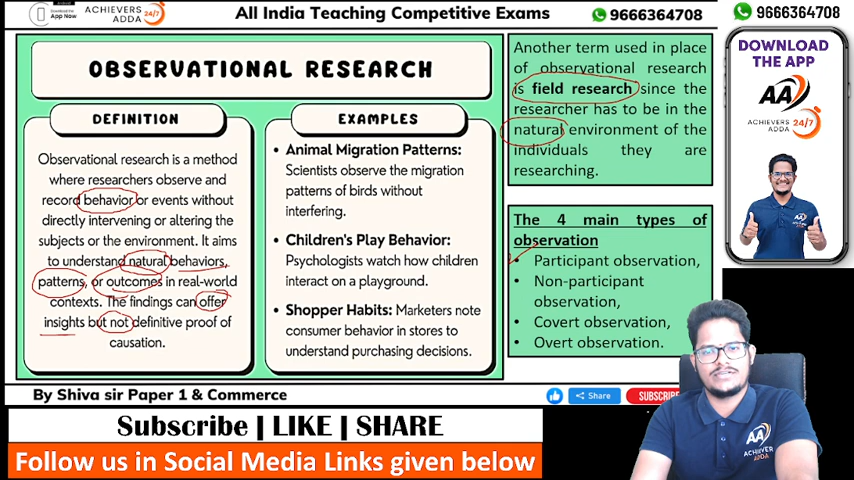 Download the
App Now
ACHIEVERS
ADDA 24/7
All India Teaching Competitive Exams
9666364708
9666364708
OBSERVATIONAL RESEARCH
DEFINITION
Observational research is a method
where researchers observe and
record behavior or events without
directly intervening or altering the
subjects or the environment. It aims
to understand natural behaviors,
patterns, or outcomes in real-world
contexts. The findings can offer
insights but not definitive proof of
causation.
EXAMPLES
• Animal Migration Patterns:
Scientists observe the migration
patterns of birds without
interfering.
• Children's Play Behavior:
Psychologists watch how children
interact on a playground.
• Shopper Habits: Marketers note
consumer behavior in stores to
understand purchasing decisions.
Another term used in place
of observational research
is field research since the
researcher has to be in the
natural environment of the
individuals they are
researching.
The 4 main types of
observation
• Participant observation,
• Non-participant
observation,
• Covert observation,
• Overt observation.
DOWNLOAD
THE APP
AA
ACHIEVERS
ADDA 24/7
By Shiva sir Paper 1 & Commerce
Share
SUBSCRIBE
Subscribe | LIKE | SHARE
Follow us in Social Media Links given below
AA
ACHIEVER
ADDA